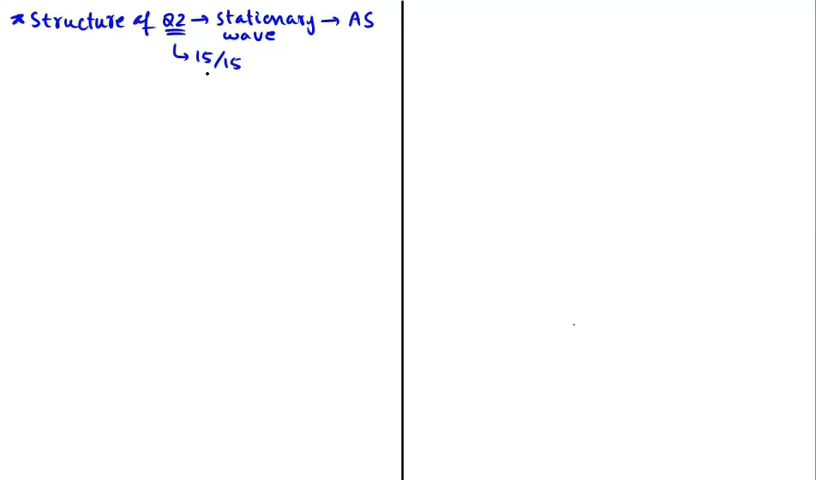 * Structure of Q2 → stationary → AS
wave
↳ 15/15